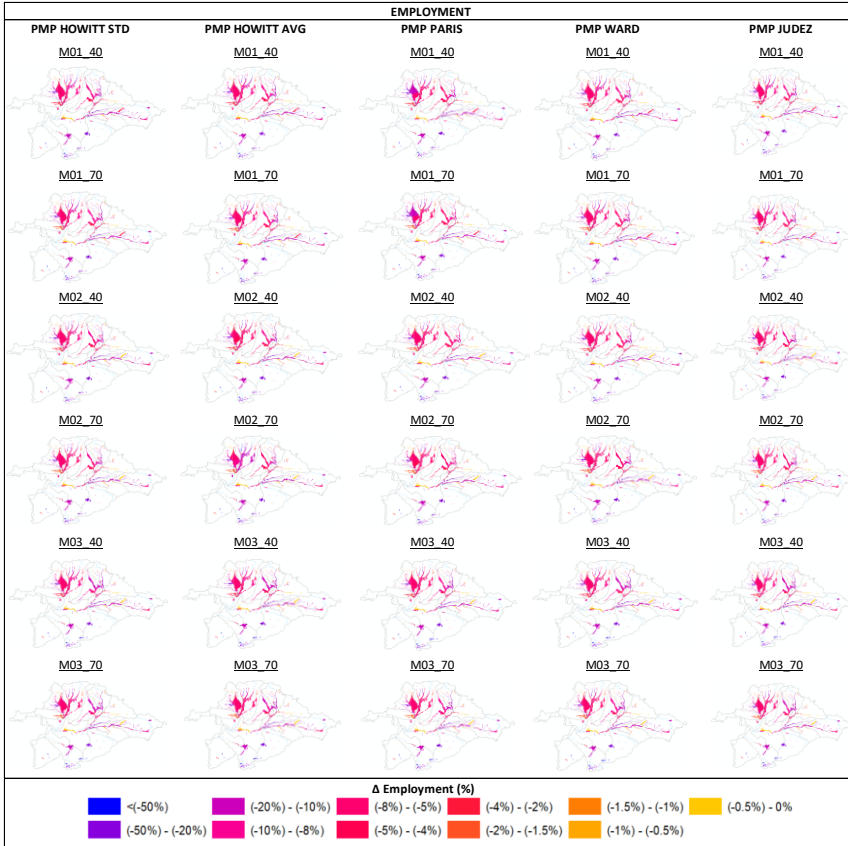 EMPLOYMENT
PMP HOWITT STD PMP HOWITT AVG PMP PARIS PMP WARD PMP JUDEZ
M01_40 M01_40 M01_40 M01_40 M01_40
M01_70 M01_70 M01_70 M01_70 M01_70
M02_40 M02_40 M02_40 M02_40 M02_40
M02_70 M02_70 M02_70 M02_70 M02_70
M03_40 M03_40 M03_40 M03_40 M03_40
M03_70 M03_70 M03_70 M03_70 M03_70
Δ Employment (%)
<(-50%) (-20%) - (-10%) (-8%) - (-5%) (-4%) - (-2%) (-1.5%) - (-1%) (-0.5%) - 0%
(-50%) - (-20%) (-10%) - (-8%) (-5%) - (-4%) (-2%) - (-1.5%) (-1%) - (-0.5%)